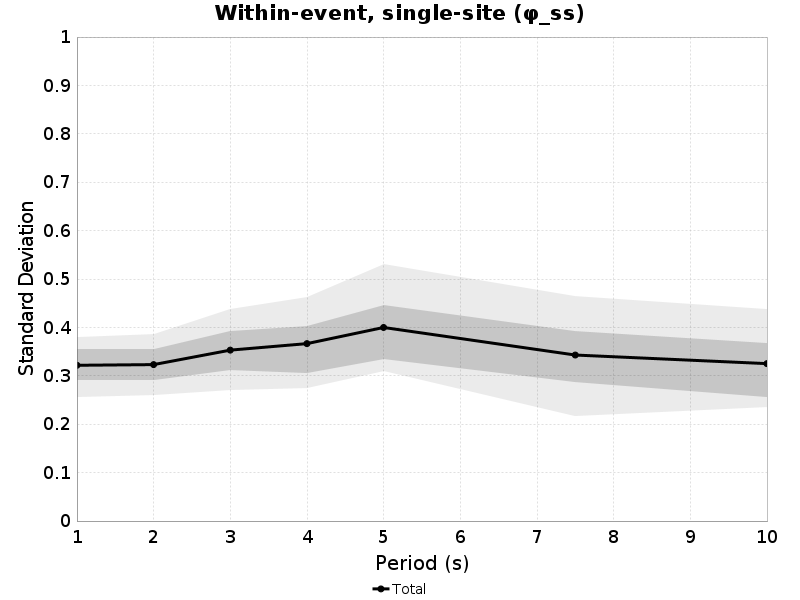 Within-event, single-site (φ_ss)
Standard Deviation
1
0.9
0.8
0.7
0.6
0.5
0.4
0.3
0.2
0.1
0
1 2 3 4 5 6 7 8 9 10
Period (s)
Total